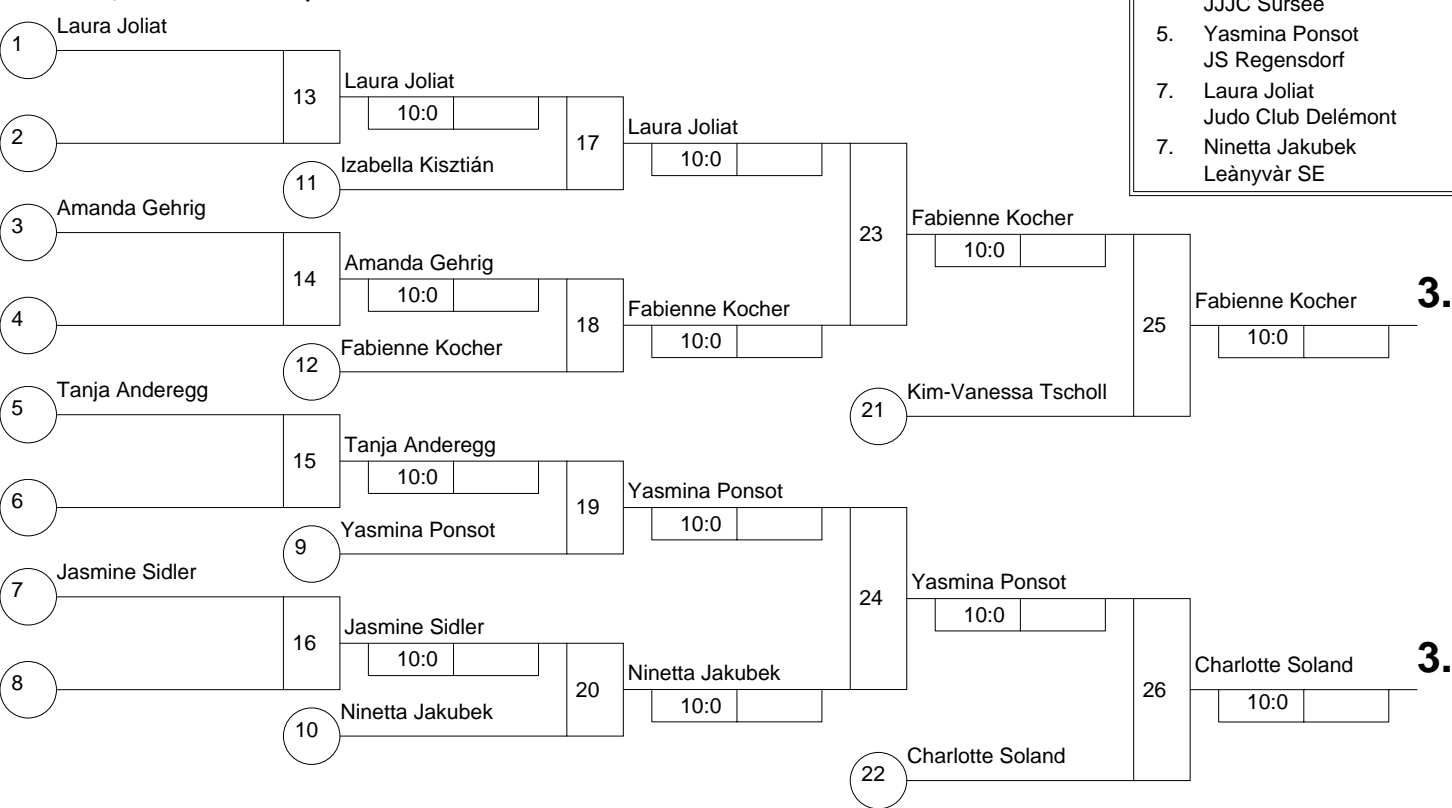 JJJC Sursee
5. Yasmina Ponsot
JS Regensdorf
7. Laura Joliat
Judo Club Delémont
7. Ninetta Jakubek
Leànyvàr SE
1 Laura Joliat
13 Laura Joliat
10:0
2
17 Laura Joliat
10:0
11 Izabella Kisztián
3 Amanda Gehrig
23 Fabienne Kocher
10:0
14 Amanda Gehrig
10:0
4
18 Fabienne Kocher
10:0
25 Fabienne Kocher 3.
10:0
12 Fabienne Kocher
5 Tanja Anderegg
21 Kim-Vanessa Tscholl
15 Tanja Anderegg
10:0
6
19 Yasmina Ponsot
10:0
9 Yasmina Ponsot
7 Jasmine Sidler
24 Yasmina Ponsot
10:0
16 Jasmine Sidler
10:0
8
20 Ninetta Jakubek
10:0
26 Charlotte Soland 3.
10:0
10 Ninetta Jakubek
22 Charlotte Soland